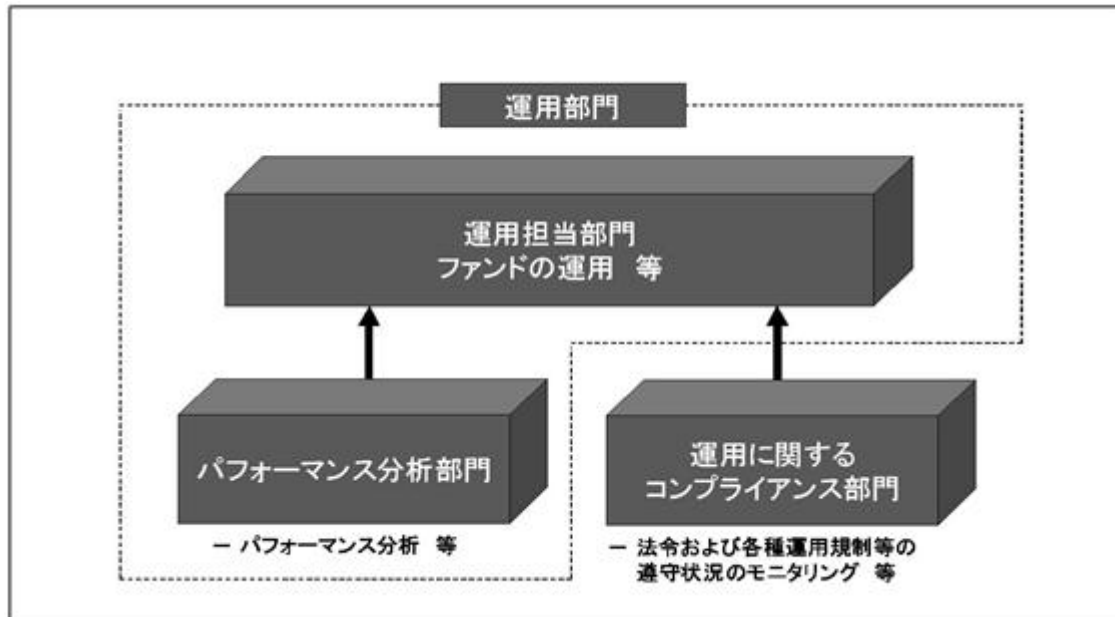 運用部門
運用担当部門
ファンドの運用 等
パフォーマンス分析部門
- パフォーマンス分析 等
運用に関する
コンプライアンス部門
- 法令および各種運用規制等の
遵守状況のモニタリング 等